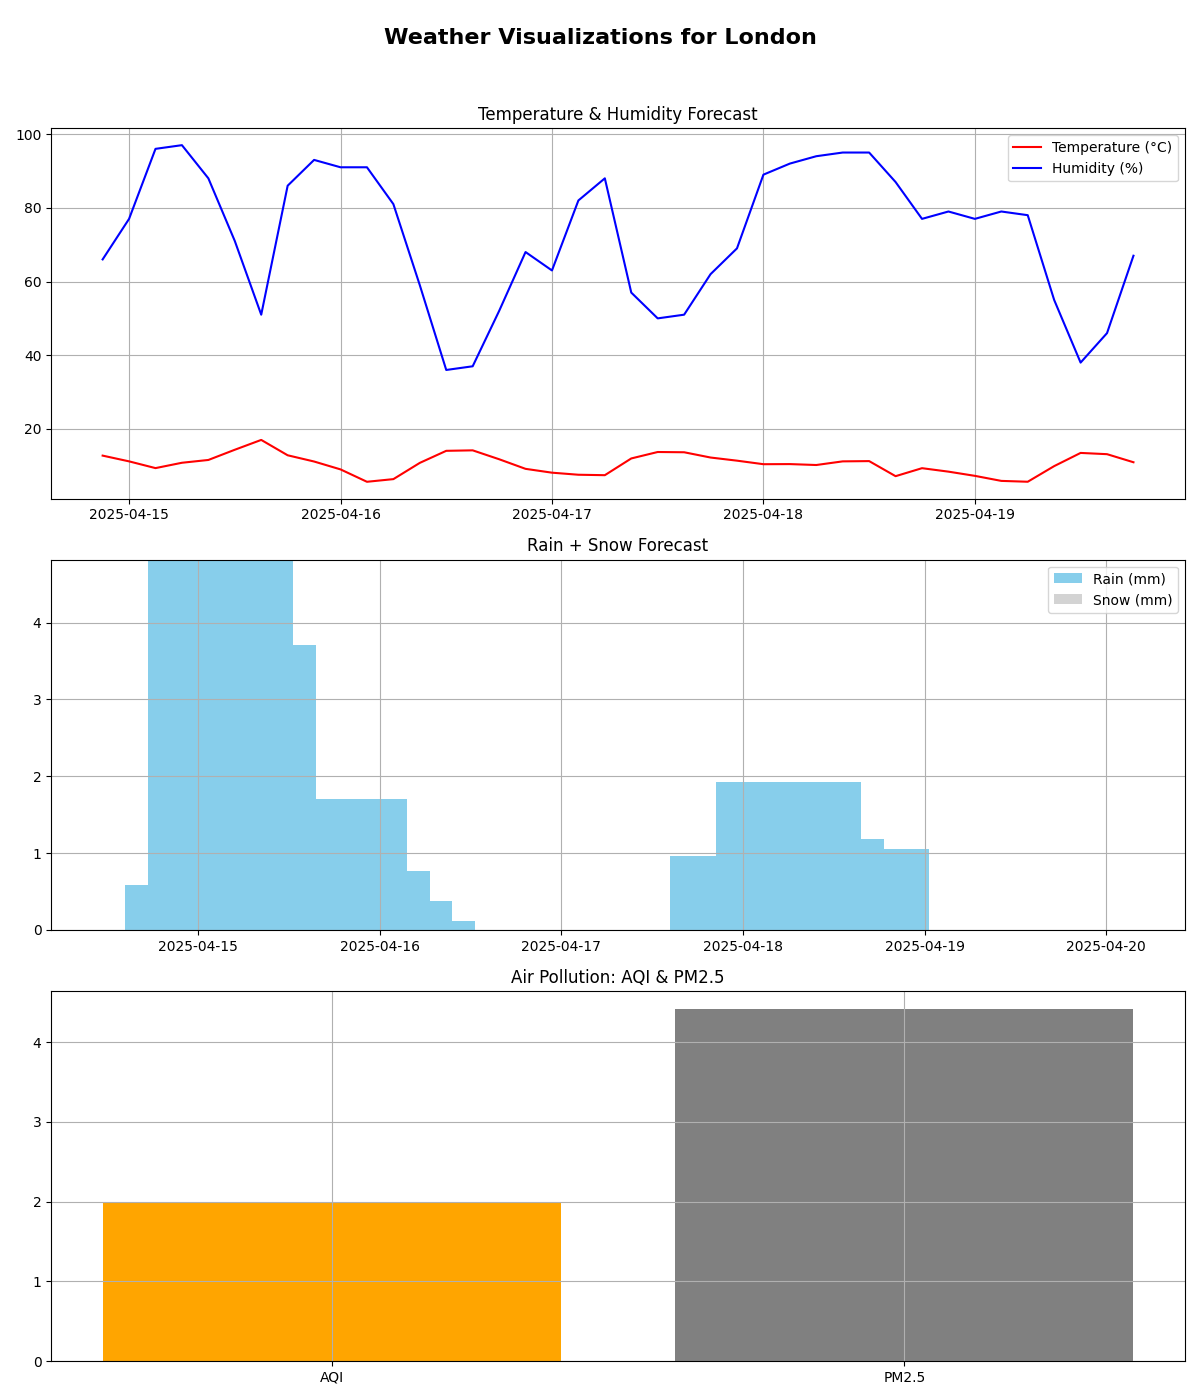 Weather Visualizations for London
Temperature & Humidity Forecast
100
80
60
40
20
Temperature (°C)
Humidity (%)
2025-04-15 2025-04-16 2025-04-17 2025-04-18 2025-04-19
Rain + Snow Forecast
4
3
2
1
0
Rain (mm)
Snow (mm)
2025-04-15 2025-04-16 2025-04-17 2025-04-18 2025-04-19 2025-04-20
Air Pollution: AQI & PM2.5
4
3
2
1
0
AQI PM2.5